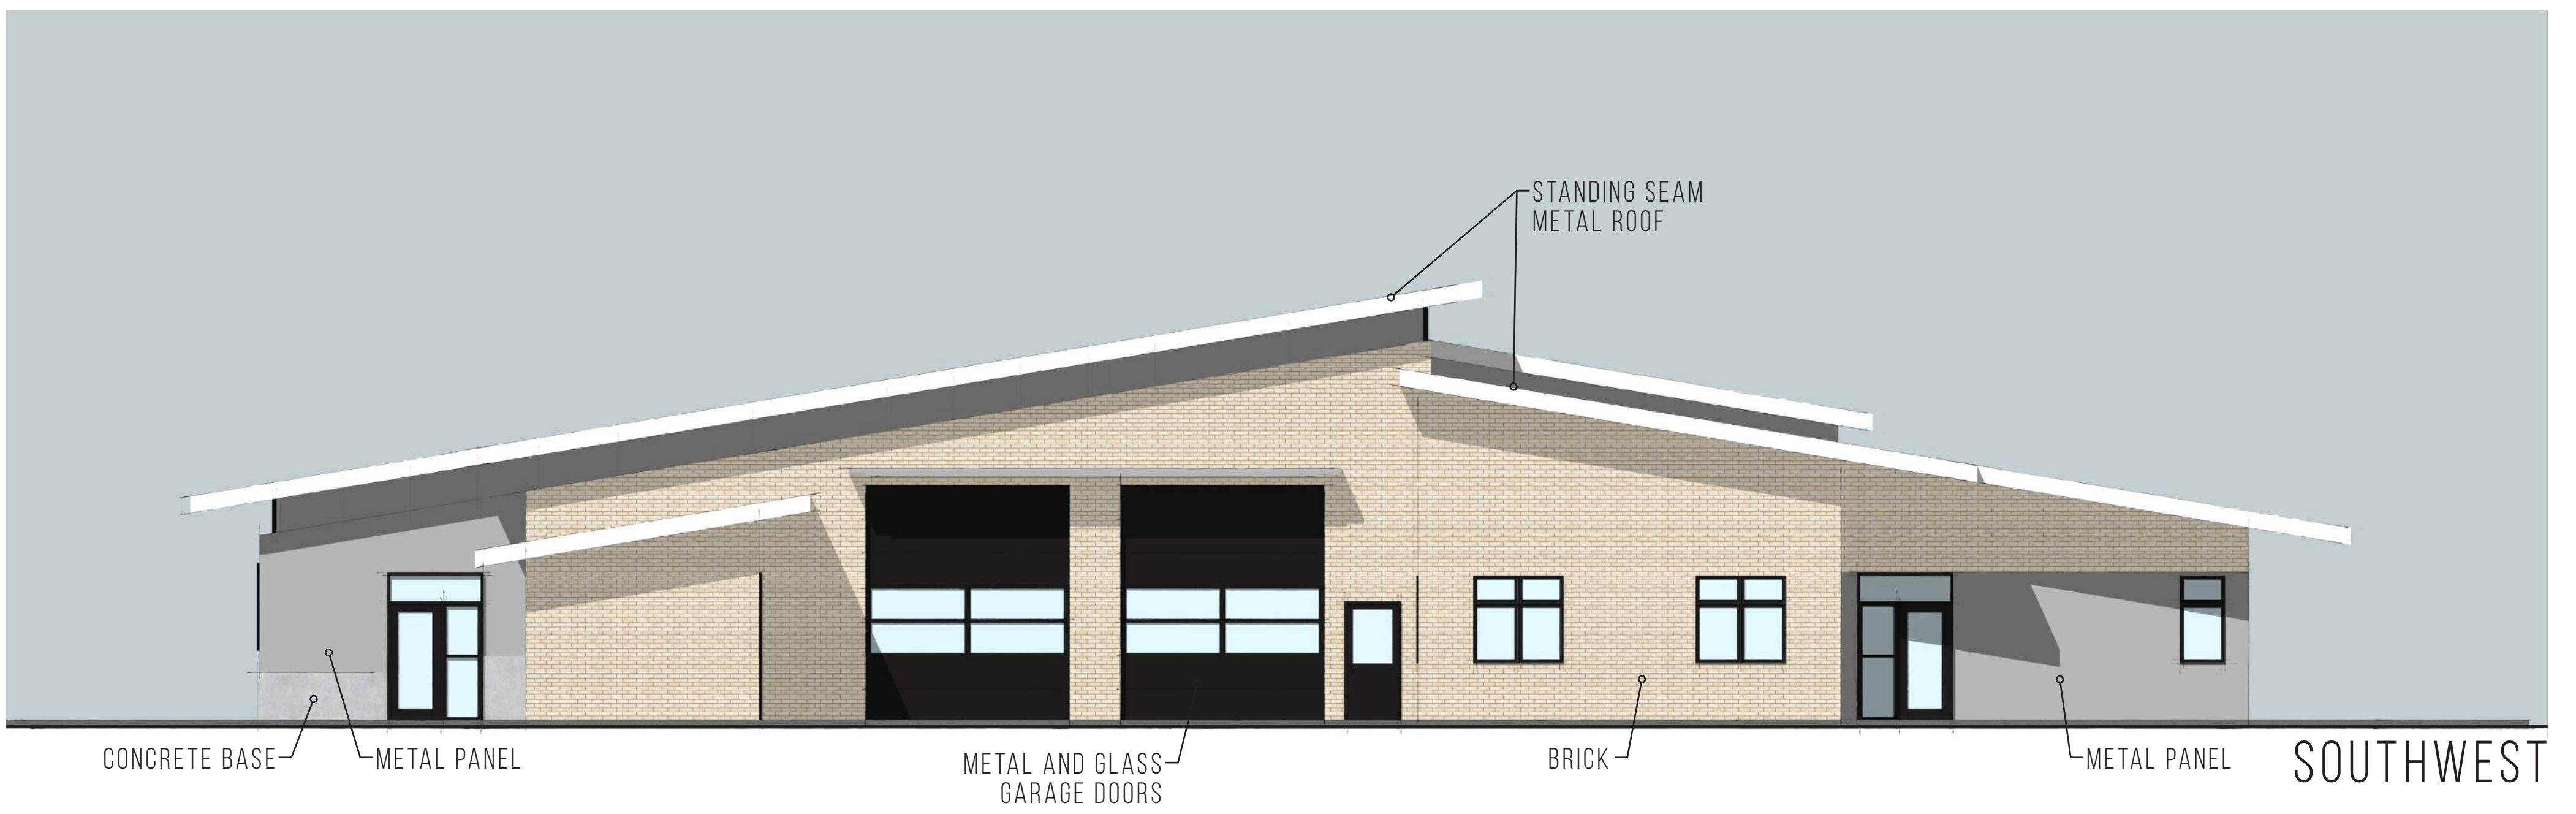 STANDING SEAM
METAL ROOF
CONCRETE BASE
METAL PANEL
METAL AND GLASS
GARAGE DOORS
BRICK
METAL PANEL
SOUTHWEST